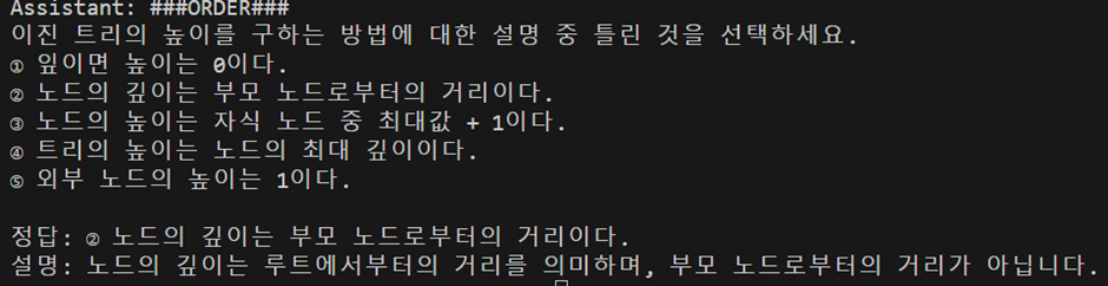 Assistant: ###ORDER###
이진 트리의 높이를 구하는 방법에 대한 설명 중 틀린 것을 선택하세요.
① 잎이면 높이는 0이다.
② 노드의 깊이는 부모 노드로부터의 거리이다.
③ 노드의 높이는 자식 노드 중 최대값 + 1이다.
④ 트리의 높이는 노드의 최대 깊이이다.
⑤ 외부 노드의 높이는 1이다.
정답: ② 노드의 깊이는 부모 노드로부터의 거리이다.
설명: 노드의 깊이는 루트에서부터의 거리를 의미하며, 부모 노드로부터의 거리가 아닙니다.